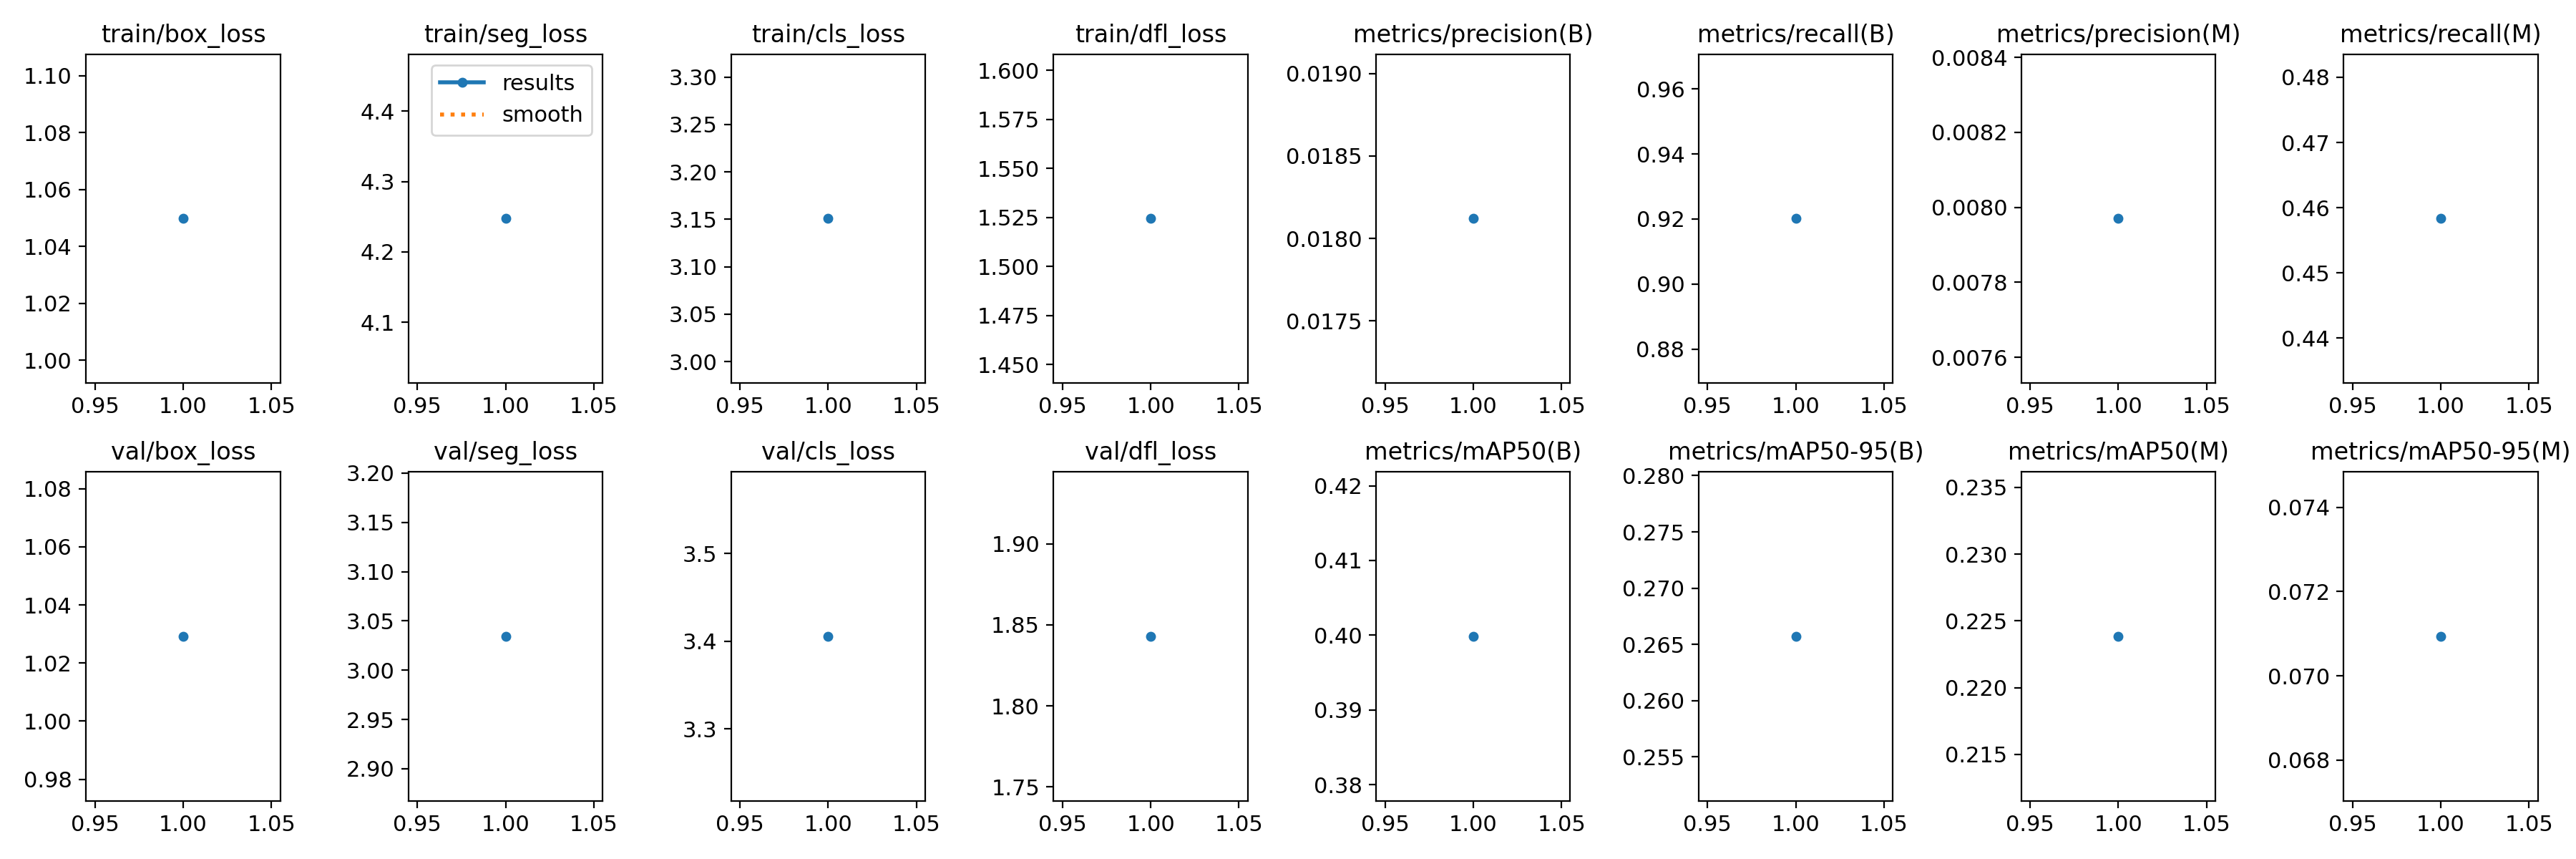 train/box_loss
1.10
1.08
1.06
1.04
1.02
1.00
0.95 1.00 1.05
train/seg_loss
results
smooth
4.4
4.3
4.2
4.1
0.95 1.00 1.05
train/cls_loss
3.30
3.25
3.20
3.15
3.10
3.05
3.00
0.95 1.00 1.05
train/dfl_loss
1.600
1.575
1.550
1.525
1.500
1.475
1.450
0.95 1.00 1.05
metrics/precision(B)
0.0190
0.0185
0.0180
0.0175
0.95 1.00 1.05
metrics/recall(B)
0.96
0.94
0.92
0.90
0.88
0.95 1.00 1.05
metrics/precision(M)
0.0084
0.0082
0.0080
0.0078
0.0076
0.95 1.00 1.05
metrics/recall(M)
0.48
0.47
0.46
0.45
0.44
0.95 1.00 1.05
val/box_loss
1.08
1.06
1.04
1.02
1.00
0.98
0.95 1.00 1.05
val/seg_loss
3.20
3.15
3.10
3.05
3.00
2.95
2.90
0.95 1.00 1.05
val/cls_loss
3.5
3.4
3.3
0.95 1.00 1.05
val/dfl_loss
1.90
1.85
1.80
1.75
0.95 1.00 1.05
metrics/mAP50(B)
0.42
0.41
0.40
0.39
0.38
0.95 1.00 1.05
metrics/mAP50-95(B)
0.280
0.275
0.270
0.265
0.260
0.255
0.95 1.00 1.05
metrics/mAP50(M)
0.235
0.230
0.225
0.220
0.215
0.95 1.00 1.05
metrics/mAP50-95(M)
0.074
0.072
0.070
0.068
0.95 1.00 1.05